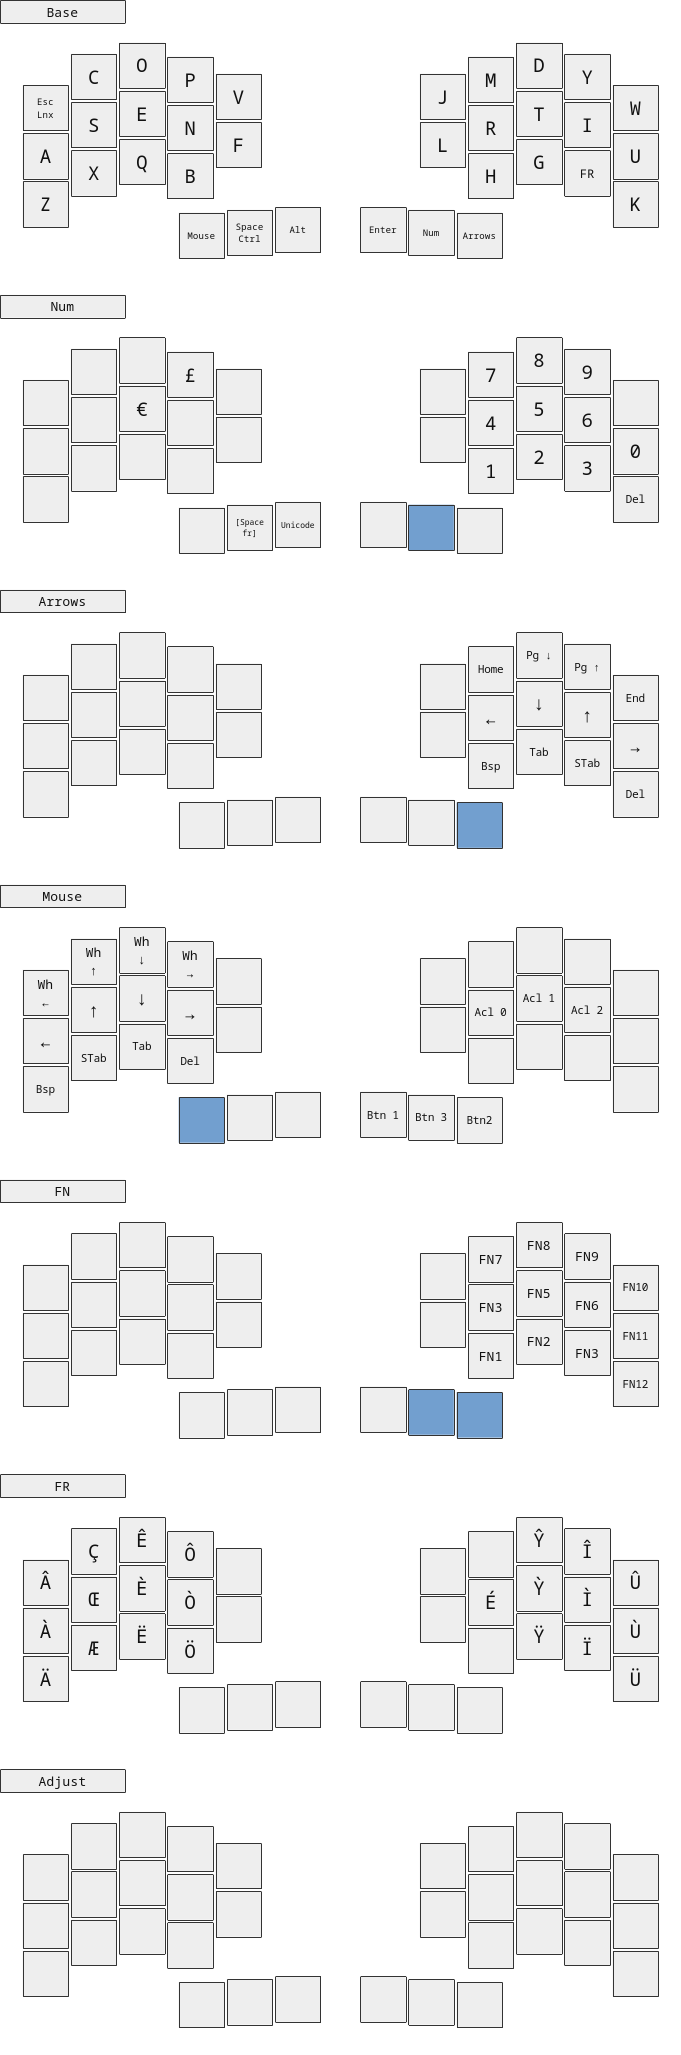 Base
Esc
Lnx
C
O
P
V
J
M
D
Y
W
A
S
E
N
F
L
R
T
I
U
Z
X
Q
B
H
G
FR
K
Mouse
Space
Ctrl
Alt
Enter
Num
Arrows
Num
£
7
8
9
€
4
5
6
0
1
2
3
Del
[Space
fr]
Unicode
Arrows
Home
Pg ↓
Pg ↑
End
←
↓
↑
→
Bsp
Tab
STab
Del
Mouse
Wh
←
Wh
↑
Wh
↓
Wh
→
←
↑
↓
→
Acl 0
Acl 1
Acl 2
Bsp
STab
Tab
Del
Btn 1
Btn 3
Btn2
FN
FN7
FN8
FN9
FN10
FN3
FN5
FN6
FN11
FN1
FN2
FN3
FN12
FR
Â
Ç
Ê
Ô
Ŷ
Î
Û
À
Œ
È
Ò
É
Ỳ
Ì
Ù
Ä
Æ
Ë
Ö
Ÿ
Ï
Ü
Adjust